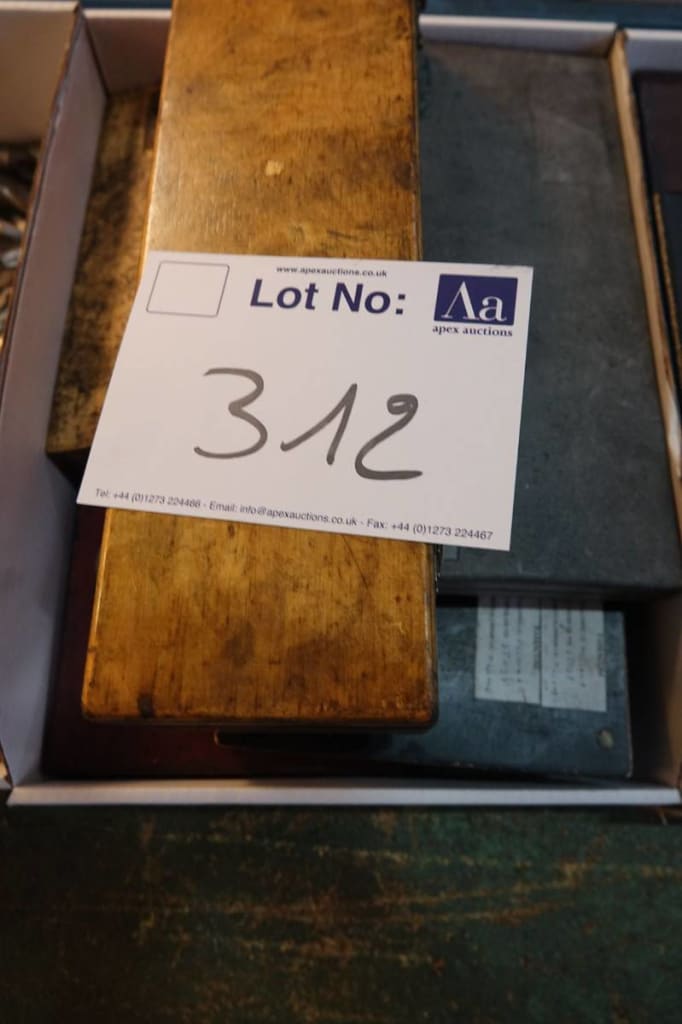 www.apexauctions.co.uk
Lot No:
Aa
apex auctions
312
Tel: +44 (0)1273 224466 - Email: info@apexauctions.co.uk - Fax: +44 (0)1273 224467